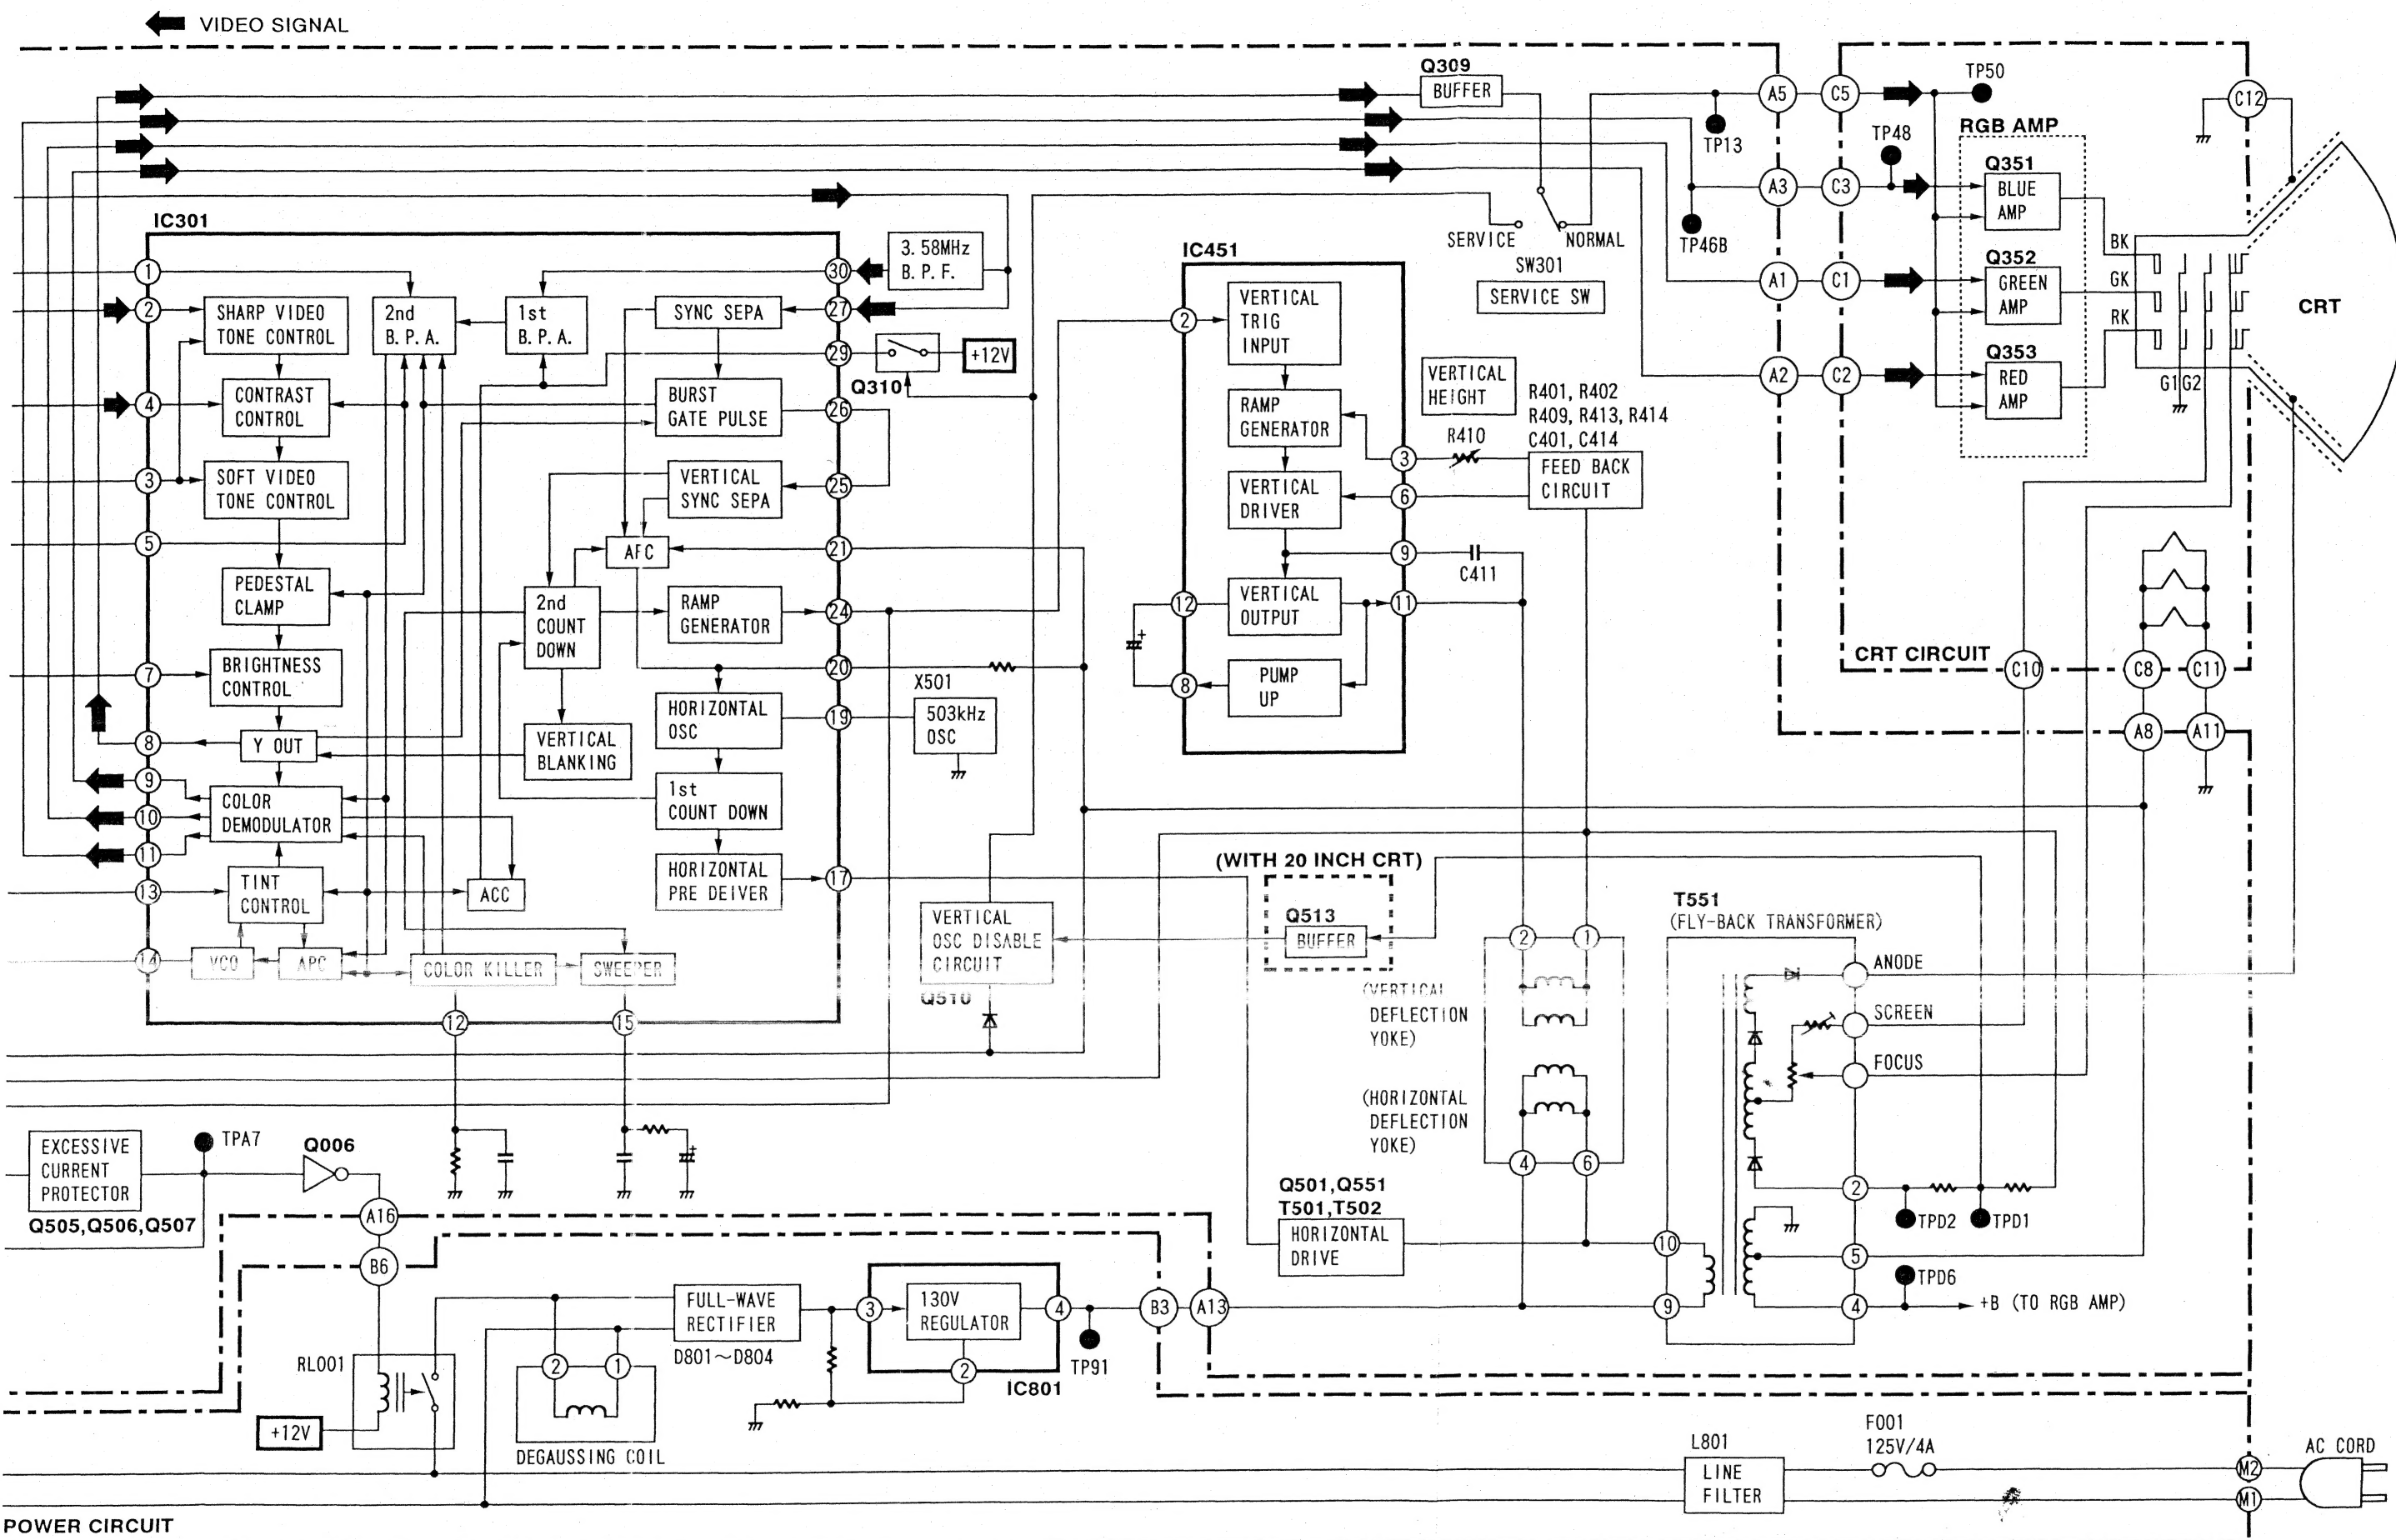 VIDEO SIGNAL
Q309
BUFFER
A5
C5
TP50
C12
TP13
TP48
RGB AMP
Q351
BLUE
AMP
A3
C3
TP46B
SERVICE
NORMAL
SW301
SERVICE SW
A1
C1
Q352
GREEN
AMP
A2
C2
Q353
RED
AMP
BK
GK
RK
G1
G2
CRT
IC301
1
2
4
3
5
7
8
9
10
11
13
14
SHARP VIDEO
TONE CONTROL
CONTRAST
CONTROL
SOFT VIDEO
TONE CONTROL
PEDESTAL
CLAMP
BRIGHTNESS
CONTROL
Y OUT
COLOR
DEMODULATOR
TINT
CONTROL
VCO
APC
2nd
B.P.A.
1st
B.P.A.
SYNC SEPA
BURST
GATE PULSE
VERTICAL
SYNC SEPA
AFC
2nd
COUNT
DOWN
RAMP
GENERATOR
VERTICAL
BLANKING
HORIZONTAL
OSC
1st
COUNT DOWN
HORIZONTAL
PRE DEIVER
ACC
COLOR KILLER
SWEEPER
12
15
30
27
29
26
25
21
24
20
19
17
3.58MHz
B.P.F.
Q310
+12V
X501
503kHz
OSC
IC451
2
VERTICAL
TRIG
INPUT
RAMP
GENERATOR
VERTICAL
DRIVER
VERTICAL
OUTPUT
PUMP
UP
12
8
3
6
9
11
+
VERTICAL
HEIGHT
R410
R401, R402
R409, R413, R414
C401, C414
FEED BACK
CIRCUIT
C411
CRT CIRCUIT
C10
C8
C11
A8
A11
(WITH 20 INCH CRT)
Q513
BUFFER
VERTICAL
OSC DISABLE
CIRCUIT
Q510
2
1
(VERTICAL
DEFLECTION
YOKE)
(HORIZONTAL
DEFLECTION
YOKE)
4
6
T551
(FLY-BACK TRANSFORMER)
ANODE
SCREEN
FOCUS
2
TPD2
TPD1
10
5
TPD6
9
4
+B (TO RGB AMP)
EXCESSIVE
CURRENT
PROTECTOR
Q505,Q506,Q507
TPA7
Q006
+
A16
B6
RL001
+12V
Q501,Q551
T501,T502
HORIZONTAL
DRIVE
FULL-WAVE
RECTIFIER
D801~D804
2
1
DEGAUSSING COIL
3
130V
REGULATOR
4
2
IC801
TP91
B3
A13
L801
LINE
FILTER
F001
125V/4A
AC CORD
M2
M1
POWER CIRCUIT